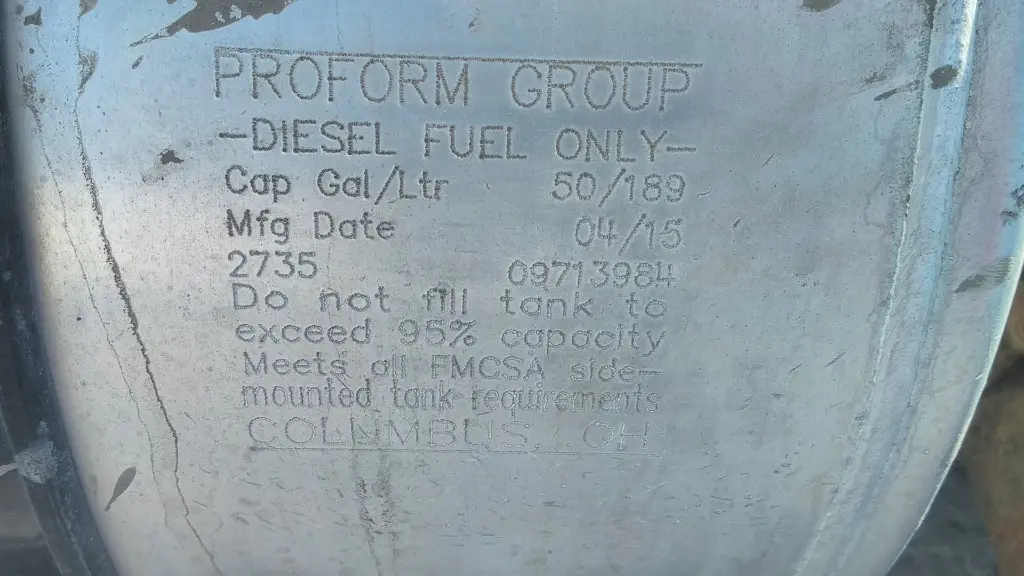 PROFORM GROUP
-DIESEL FUEL ONLY-
Cap Gal/Ltr 50/189
Mfg Date 04/15
2735 09713984
Do not fill tank to
exceed 95% capacity
Meets all FMCSA side-
mounted tank requirements
COLNMBUS, OH